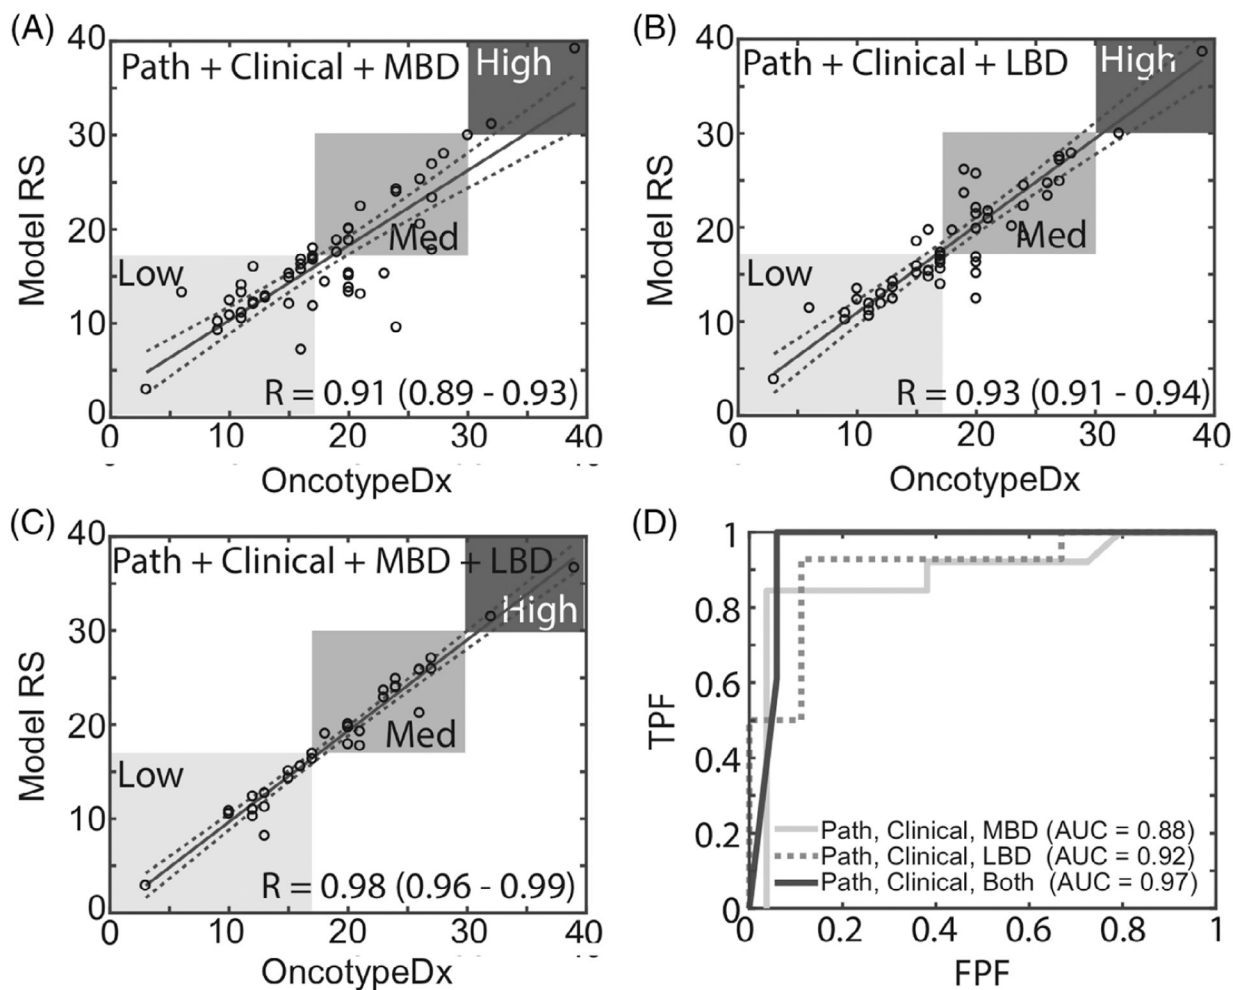 (A)
Path + Clinical + MBD High
40
30
20
10
0
Model RS
Low
Med
R = 0.91 (0.89 - 0.93)
0 10 20 30 40
OncotypeDx
(B)
Path + Clinical + LBD High
40
30
20
10
0
Model RS
Low
Med
R = 0.93 (0.91 - 0.94)
0 10 20 30 40
OncotypeDx
(C)
Path + Clinical + MBD + LBD
High
40
30
20
10
0
Model RS
Low
Med
R = 0.98 (0.96 - 0.99)
0 10 20 30 40
OncotypeDx
(D)
1
0.8
0.6
0.4
0.2
0
TPF
Path, Clinical, MBD (AUC = 0.88)
Path, Clinical, LBD (AUC = 0.92)
Path, Clinical, Both (AUC = 0.97)
0 0.2 0.4 0.6 0.8 1
FPF